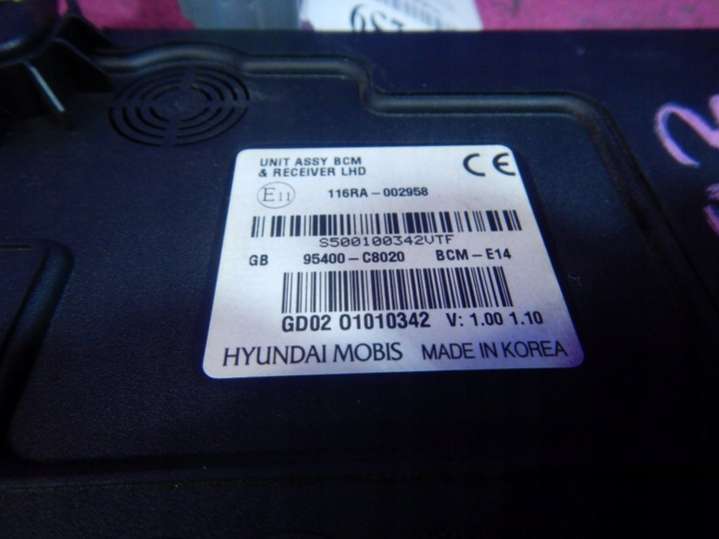 UNIT ASSY BCM
& RECEIVER LHD
CE
E11
116RA-002958
S500100342VTF
GB 95400-C8020 BCM-E14
GD02 01010342 V: 1.00 1.10
HYUNDAI MOBIS MADE IN KOREA